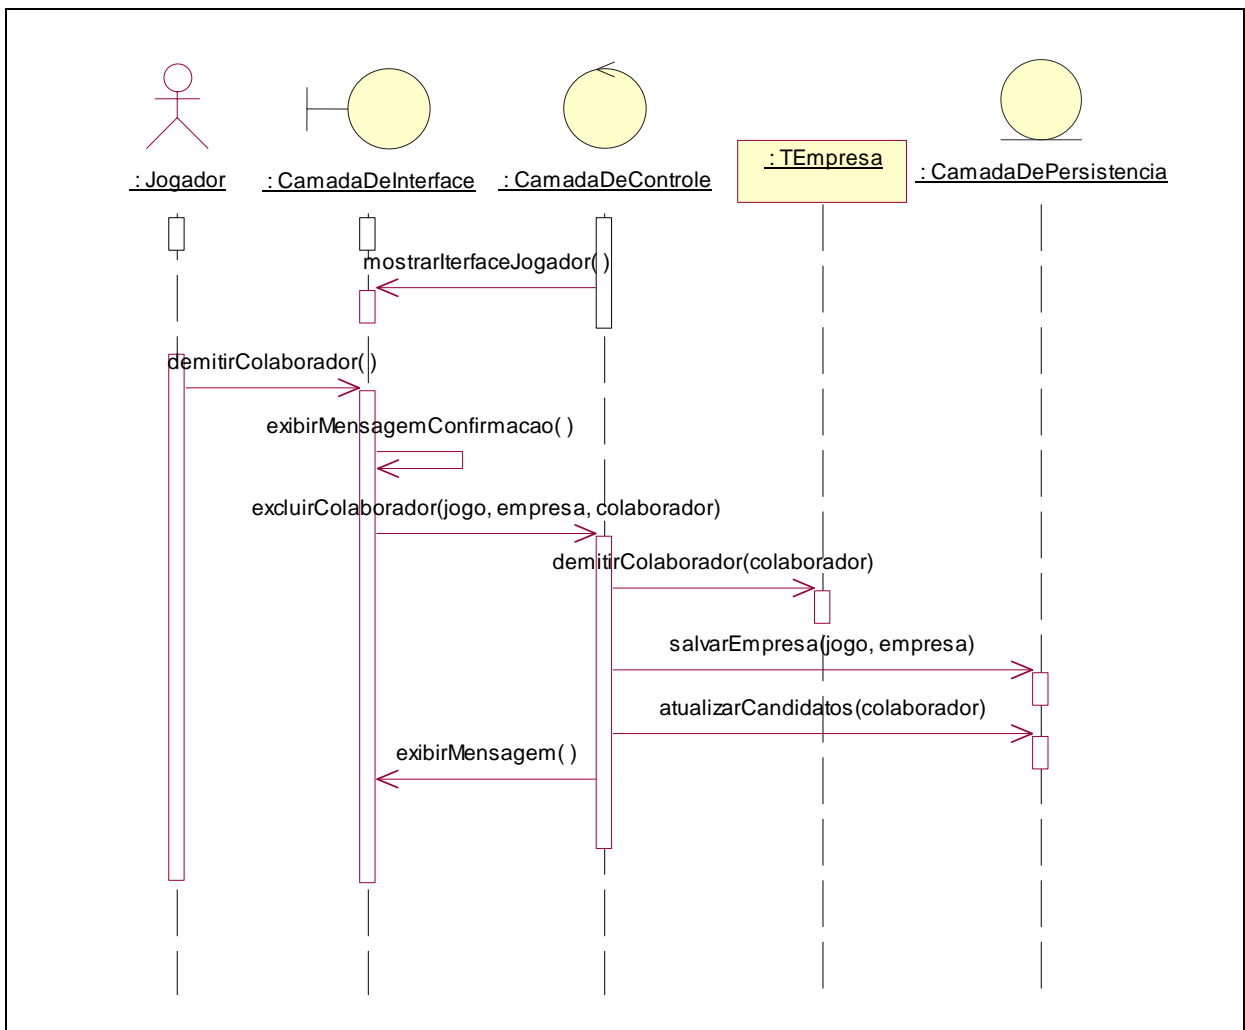 : Jogador
: CamadaDeInterface
: CamadaDeControle
: TEmpresa
: CamadaDePersistencia
mostrarIterfaceJogador( )
demitirColaborador( )
exibirMensagemConfirmacao( )
excluirColaborador(jogo, empresa, colaborador)
demitirColaborador(colaborador)
salvarEmpresa(jogo, empresa)
atualizarCandidatos(colaborador)
exibirMensagem( )